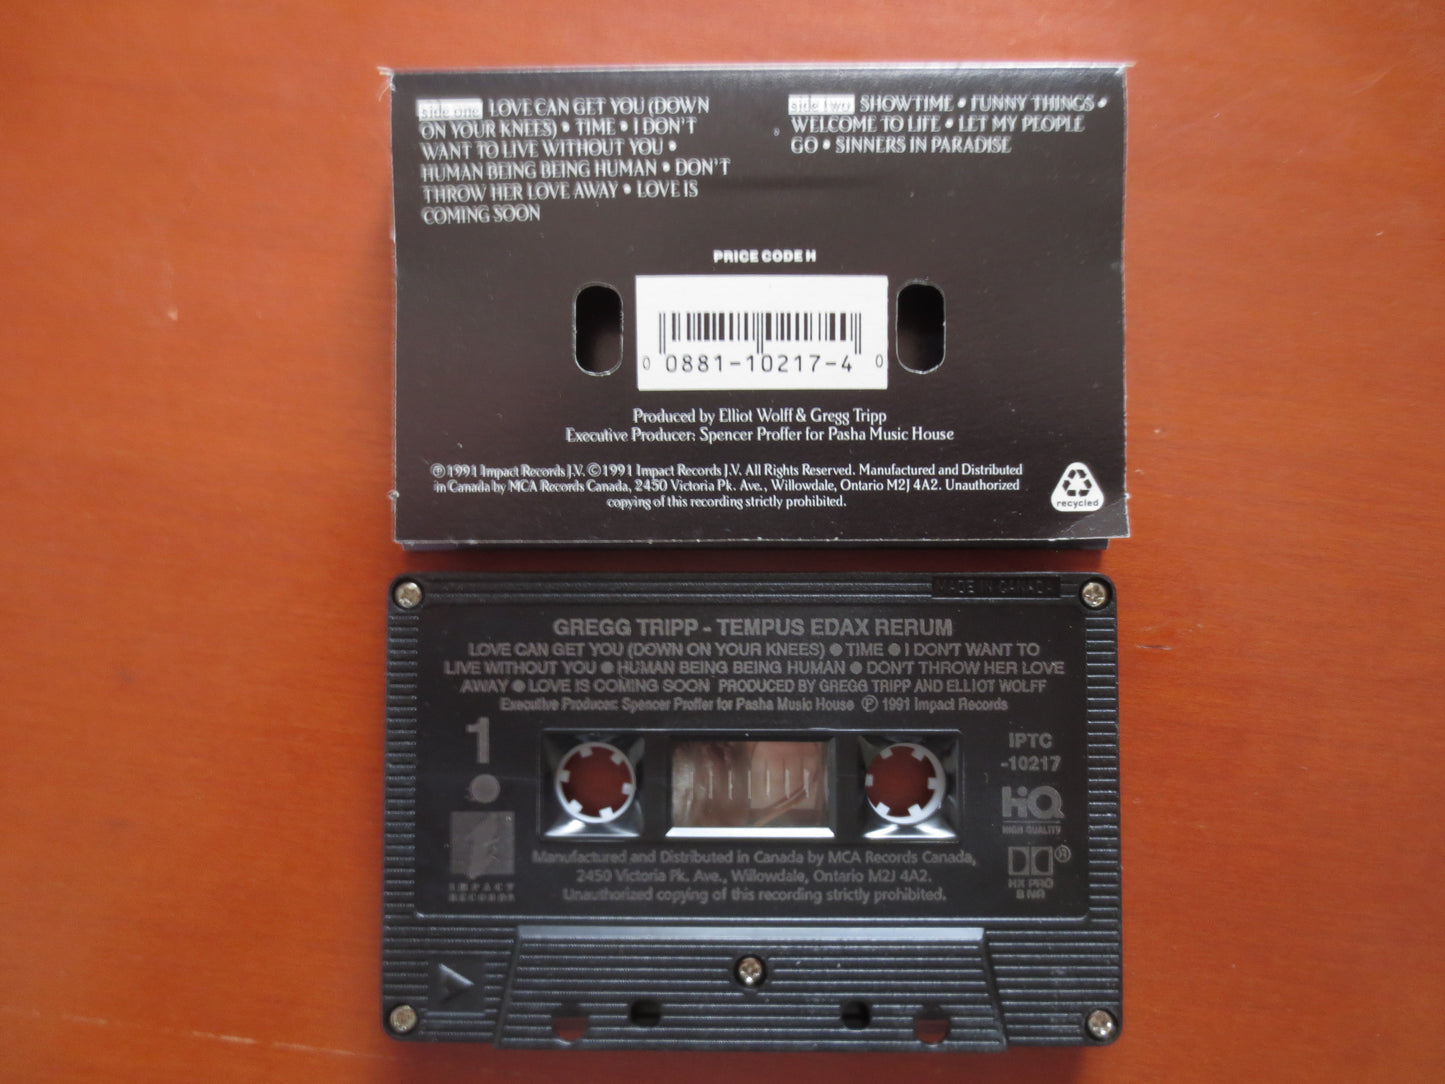 side one LOVE CAN GET YOU (DOWN
ON YOUR KNEES) • TIME • I DON'T
WANT TO LIVE WITHOUT YOU •
HUMAN BEING BEING HUMAN • DON'T
THROW HER LOVE AWAY • LOVE IS
COMING SOON
side two SHOWTIME • FUNNY THINGS •
WELCOME TO LIFE • LET MY PEOPLE
GO • SINNERS IN PARADISE
PRICE CODE H
0 0881-10217-4 0
Produced by Elliot Wolff & Gregg Tripp
Executive Producer: Spencer Proffer for Pasha Music House
℗ 1991 Impact Records J.V. © 1991 Impact Records J.V. All Rights Reserved. Manufactured and Distributed
in Canada by MCA Records Canada, 2450 Victoria Pk. Ave., Willowdale, Ontario M2J 4A2. Unauthorized
copying of this recording strictly prohibited.
recycled
MADE IN CANADA
GREGG TRIPP - TEMPUS EDAX RERUM
LOVE CAN GET YOU (DOWN ON YOUR KNEES) ● TIME ● I DON'T WANT TO
LIVE WITHOUT YOU ● HUMAN BEING BEING HUMAN ● DON'T THROW HER LOVE
AWAY ● LOVE IS COMING SOON PRODUCED BY GREGG TRIPP AND ELLIOT WOLFF
Executive Producer: Spencer Proffer for Pasha Music House ℗ 1991 Impact Records
1
IPTC
-10217
HiQ
HIGH QUALITY
HX PRO
B NR
IMPACT
RECORDS
Manufactured and Distributed in Canada by MCA Records Canada,
2450 Victoria Pk. Ave., Willowdale, Ontario M2J 4A2.
Unauthorized copying of this recording strictly prohibited.